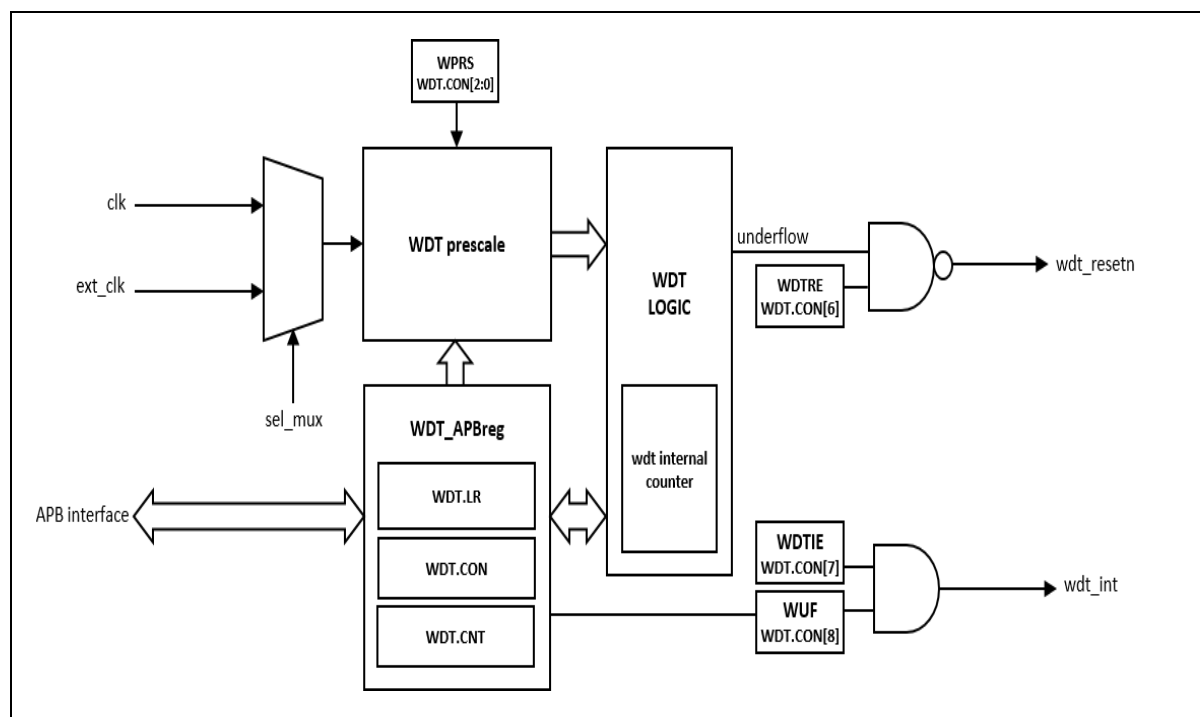 WPRS
WDT.CON[2:0]
clk
ext_clk
sel_mux
WDT prescale
WDT
LOGIC
wdt internal
counter
underflow
WDTRE
WDT.CON[6]
wdt_resetn
WDT_APBreg
WDT.LR
WDT.CON
WDT.CNT
APB interface
WDTIE
WDT.CON[7]
WUF
WDT.CON[8]
wdt_int